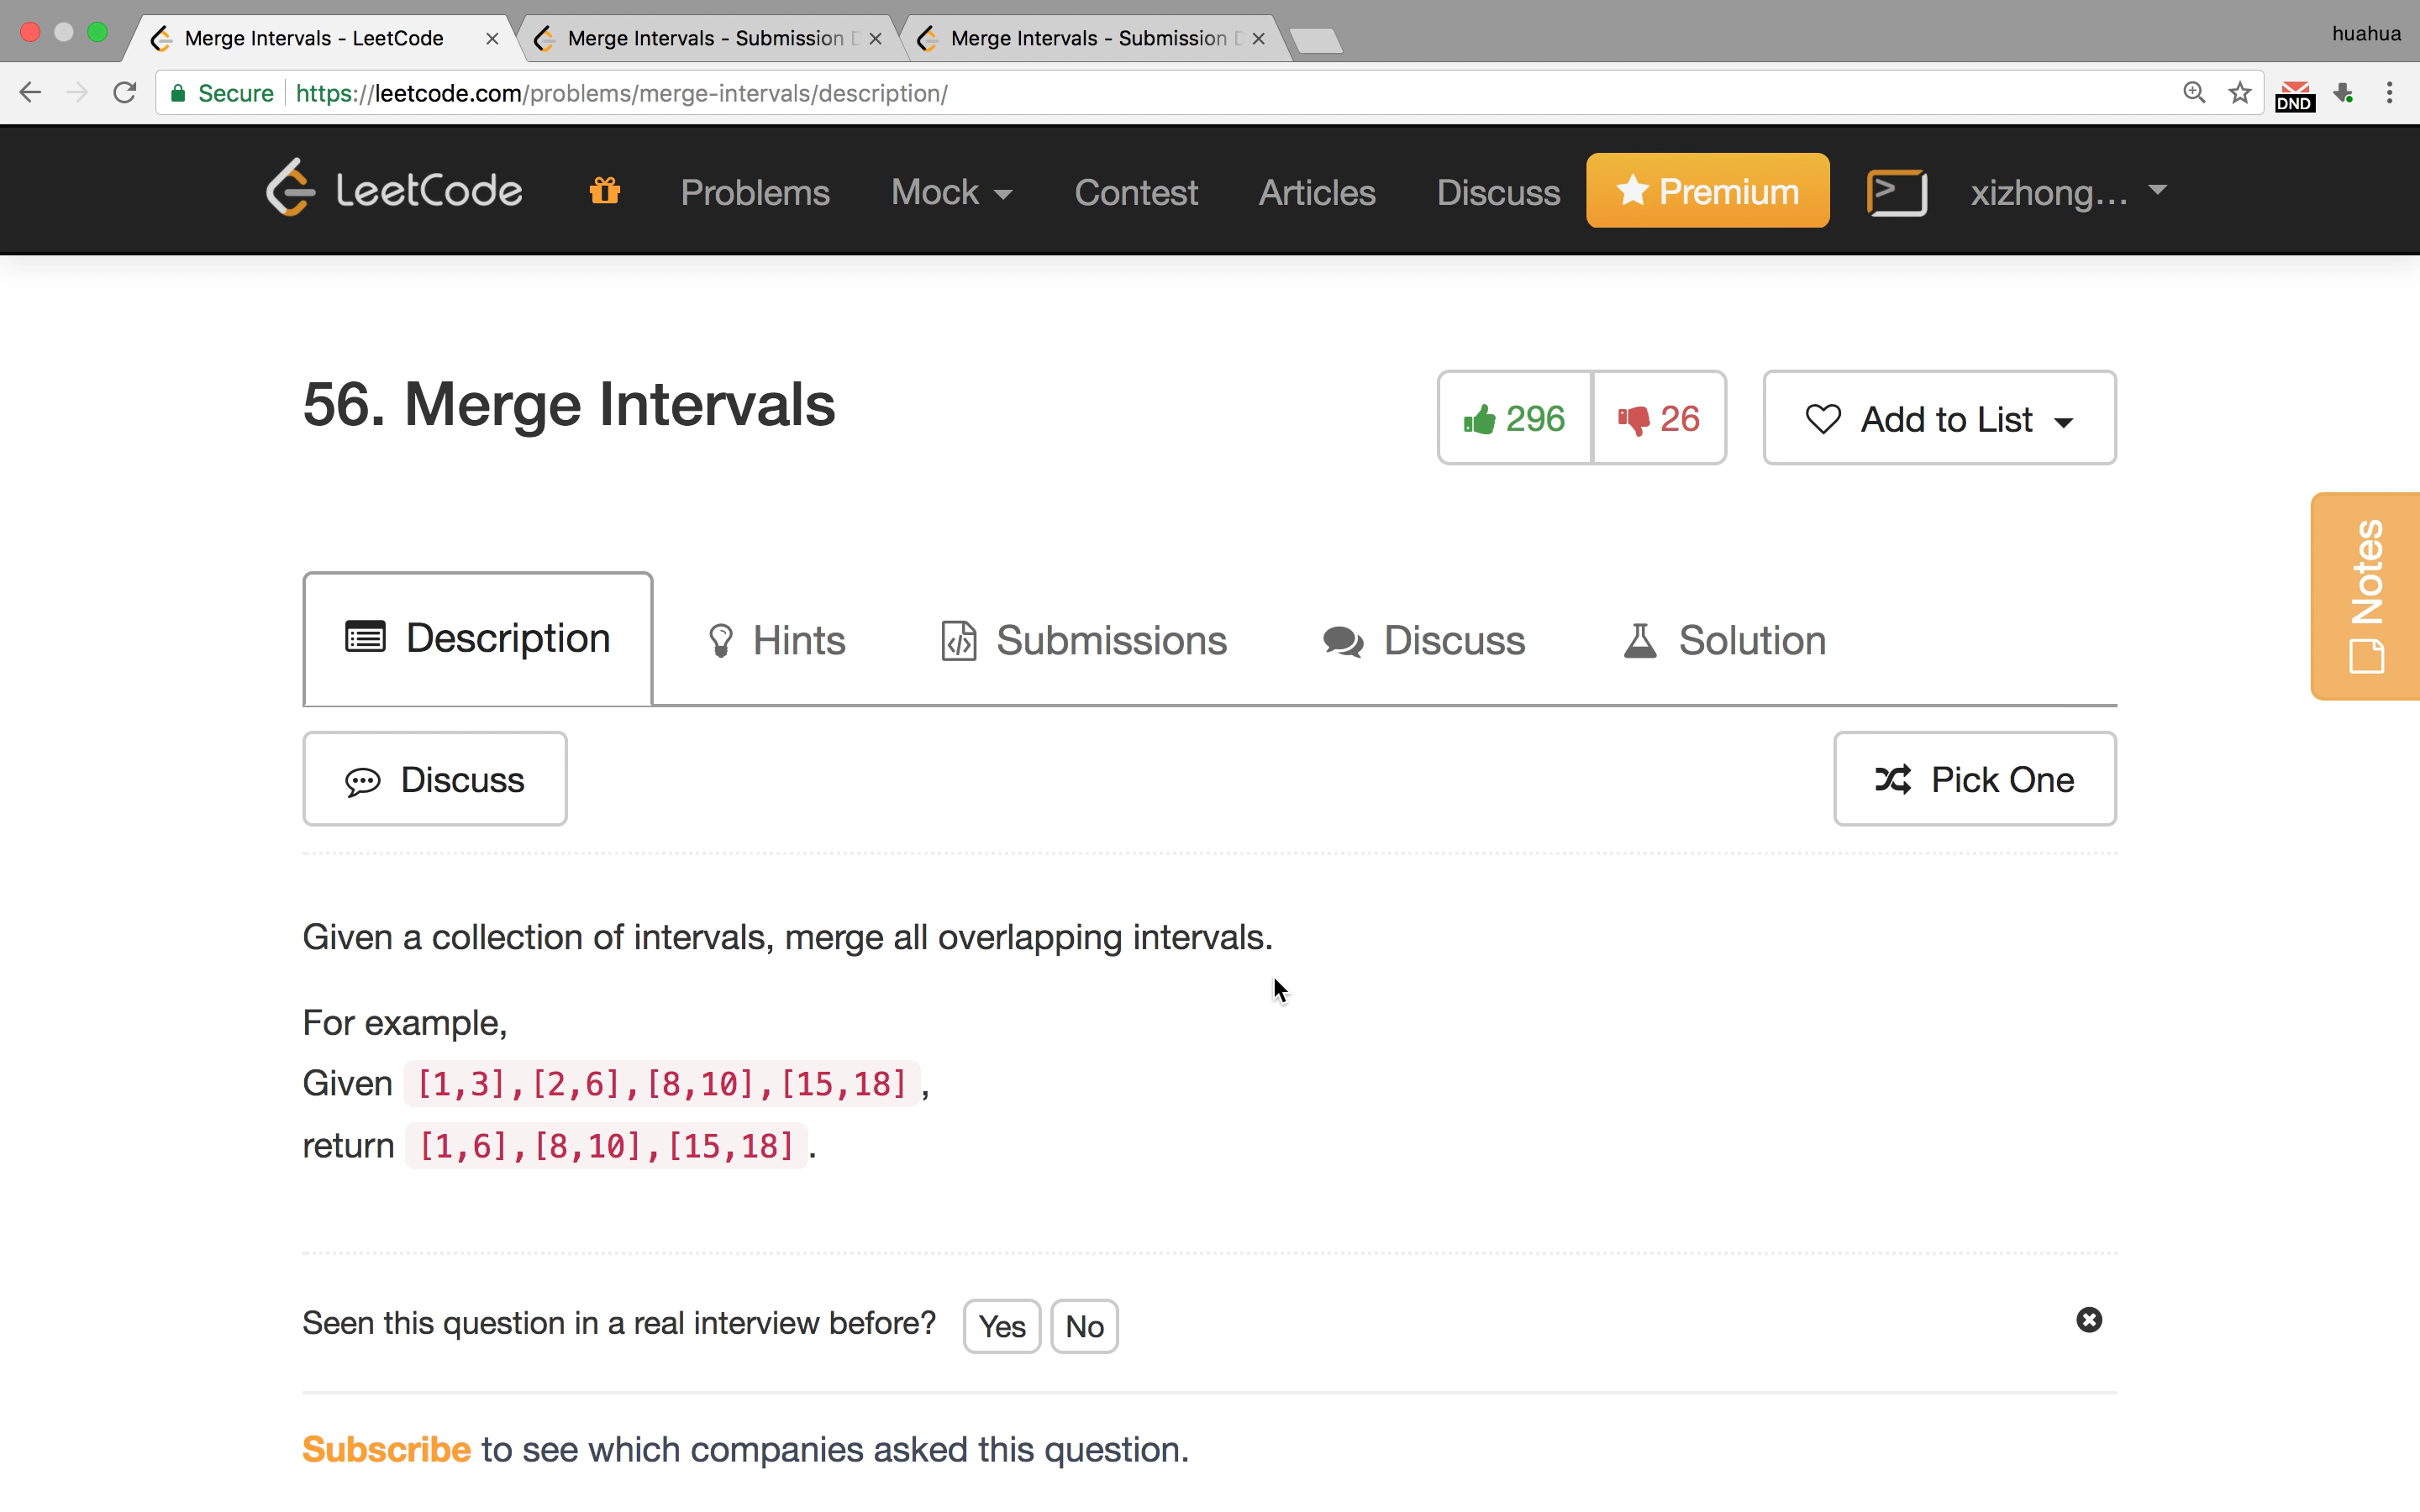 huahua
Merge Intervals - LeetCode
Merge Intervals - Submission D
Merge Intervals - Submission D
Secure
https://leetcode.com/problems/merge-intervals/description/
DND
LeetCode
Problems
Mock
Contest
Articles
Discuss
Premium
xizhong...
56. Merge Intervals
296
26
Add to List
Notes
Description
Hints
Submissions
Discuss
Solution
Discuss
Pick One
Given a collection of intervals, merge all overlapping intervals.
For example,
Given [1,3],[2,6],[8,10],[15,18],
return [1,6],[8,10],[15,18].
Seen this question in a real interview before? Yes No
Subscribe to see which companies asked this question.